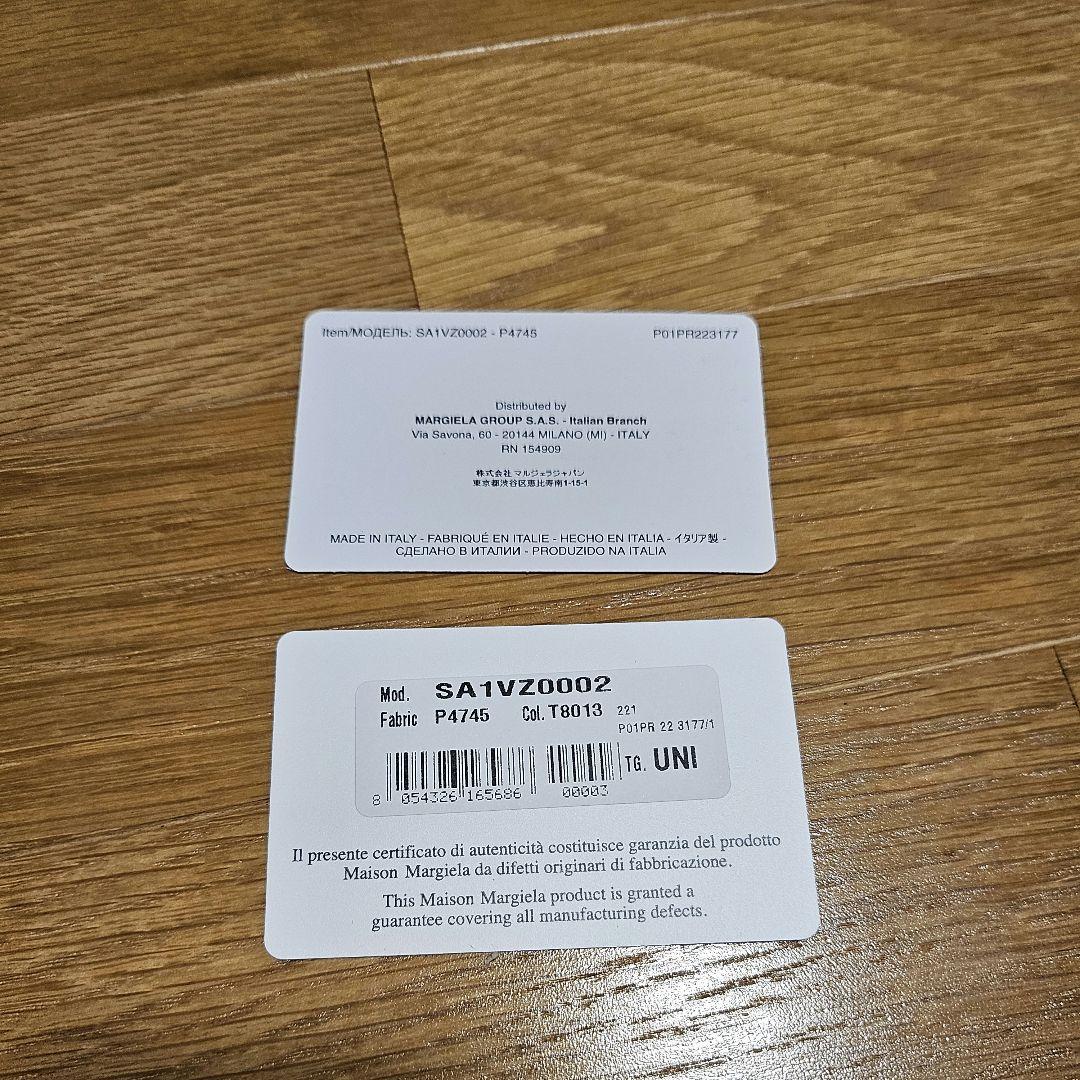 Item/МОДЕЛЬ: SA1VZ0002 - P4745 P01PR223177
Distributed by
MARGIELA GROUP S.A.S. - Italian Branch
Via Savona, 60 - 20144 MILANO (MI) - ITALY
RN 154909
株式会社マルジェラジャパン
東京都渋谷区恵比寿南1-15-1
MADE IN ITALY - FABRIQUÉ EN ITALIE - HECHO EN ITALIA - イタリア製 -
СДЕЛАНО В ИТАЛИИ - PRODUZIDO NA ITALIA
Mod. SA1VZ0002
Fabric P4745 Col. T8013 221
P01PR 22 3177/1
TG. UNI
8 054326 165686 00003
Il presente certificato di autenticità costituisce garanzia del prodotto
Maison Margiela da difetti originari di fabbricazione.
This Maison Margiela product is granted a
guarantee covering all manufacturing defects.